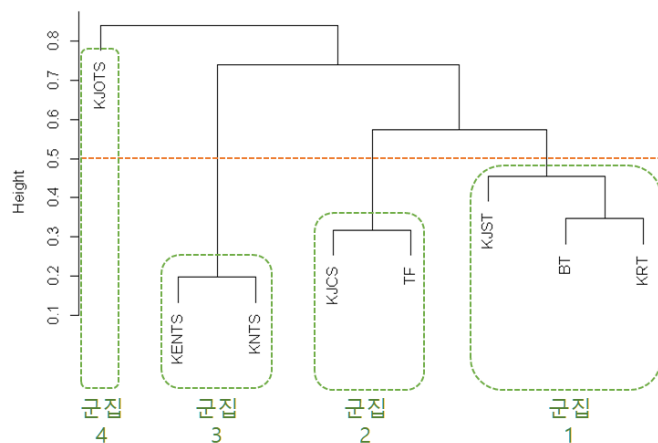 Height
0.8
0.7
0.6
0.5
0.4
0.3
0.2
0.1
KJOTS
KENTS
KNTS
KJCS
TF
KJST
BT
KRT
군집
4
군집
3
군집
2
군집
1